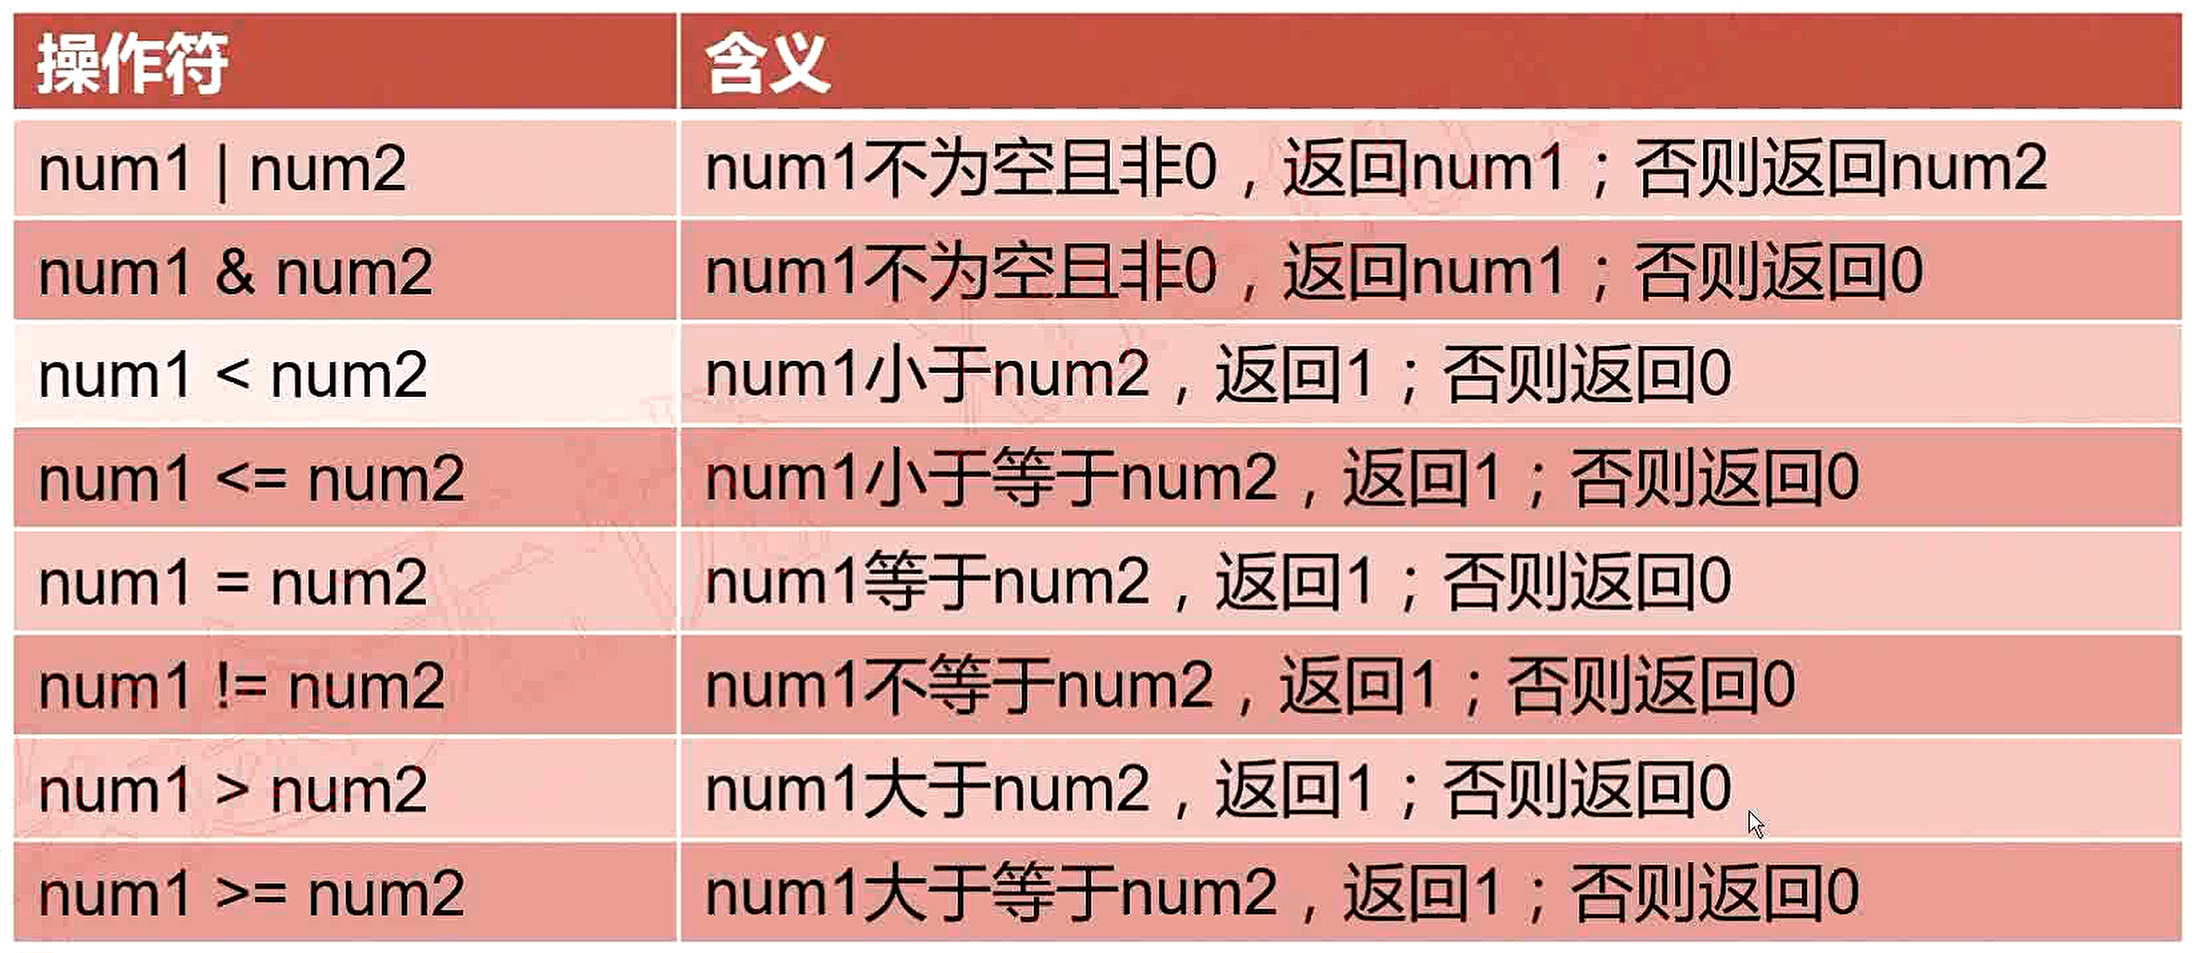 操作符 含义
num1 | num2 num1不为空且非0，返回num1；否则返回num2
num1 & num2 num1不为空且非0，返回num1；否则返回0
num1 < num2 num1小于num2，返回1；否则返回0
num1 <= num2 num1小于等于num2，返回1；否则返回0
num1 = num2 num1等于num2，返回1；否则返回0
num1 != num2 num1不等于num2，返回1；否则返回0
num1 > num2 num1大于num2，返回1；否则返回0
num1 >= num2 num1大于等于num2，返回1；否则返回0